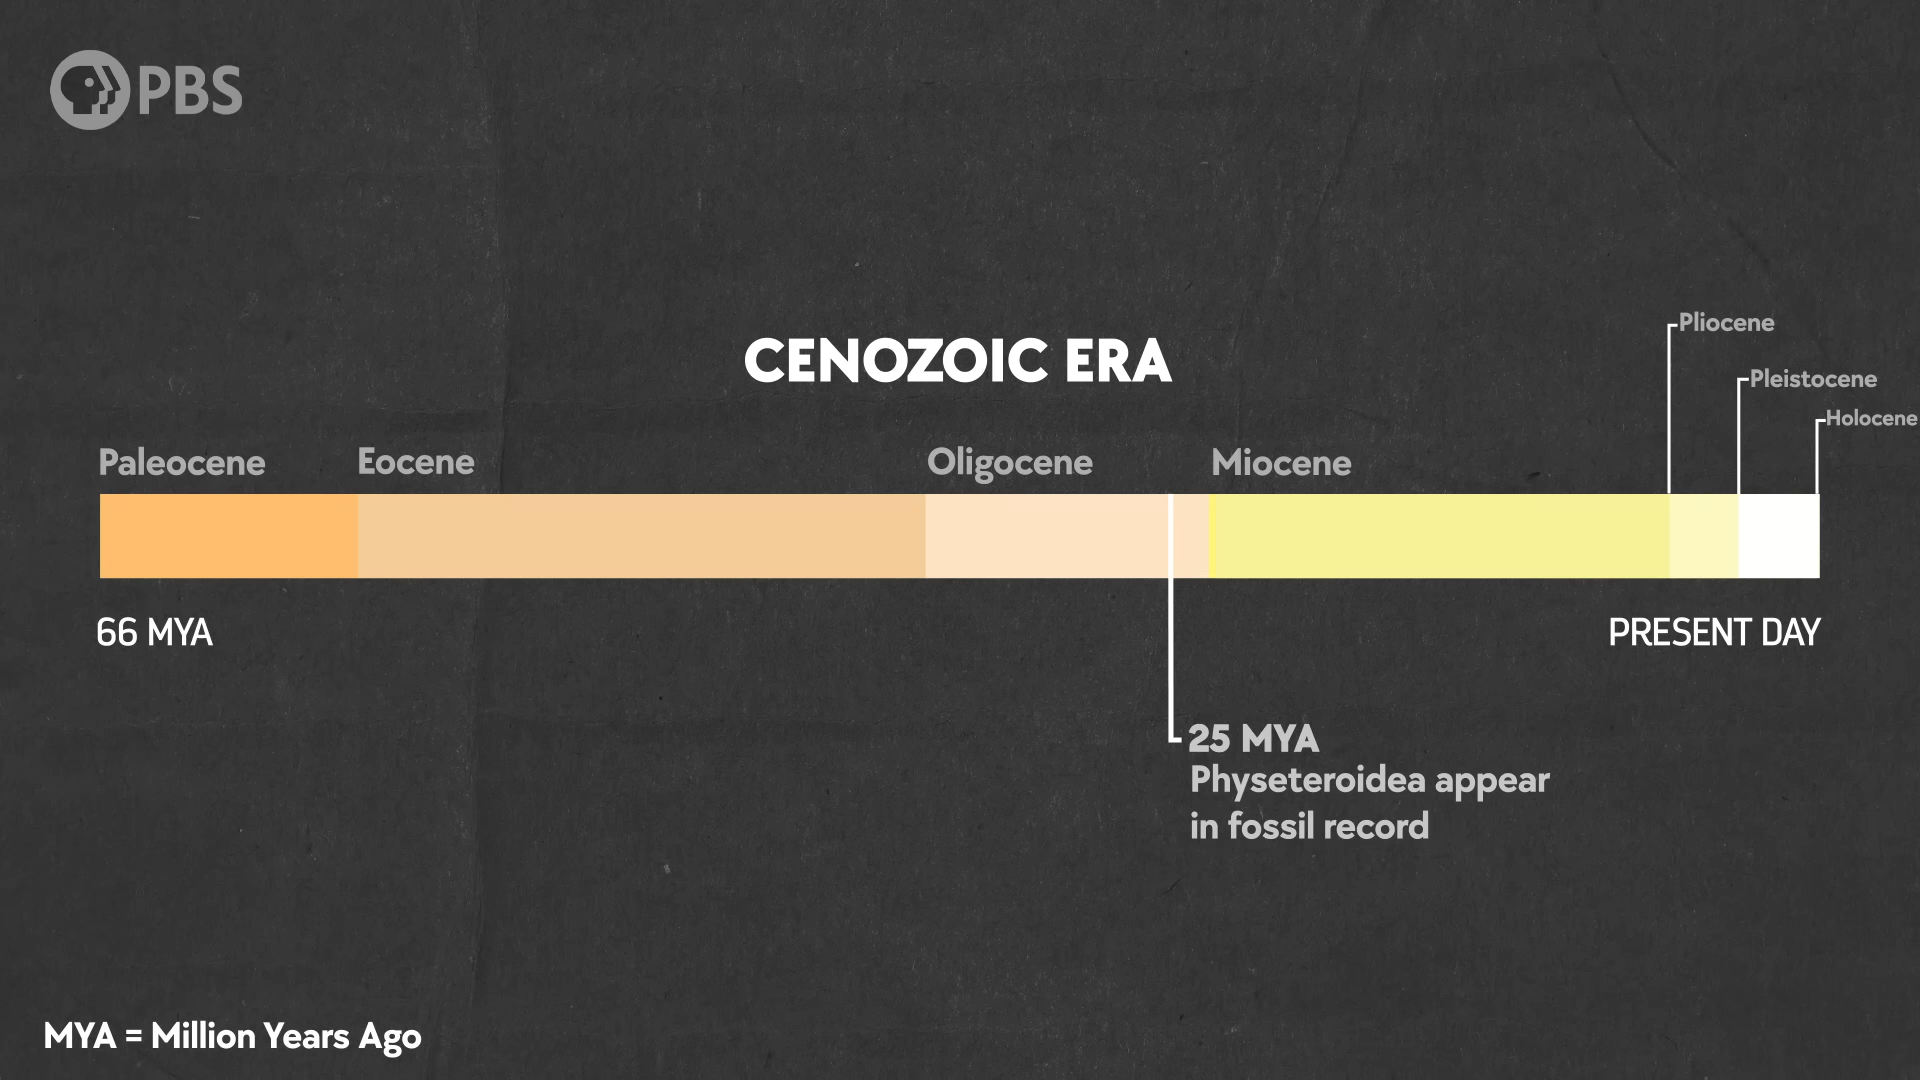 PBS
CENOZOIC ERA
Pliocene
Pleistocene
Holocene
Paleocene
Eocene
Oligocene
Miocene
66 MYA
PRESENT DAY
25 MYA
Physeteroidea appear
in fossil record
MYA = Million Years Ago